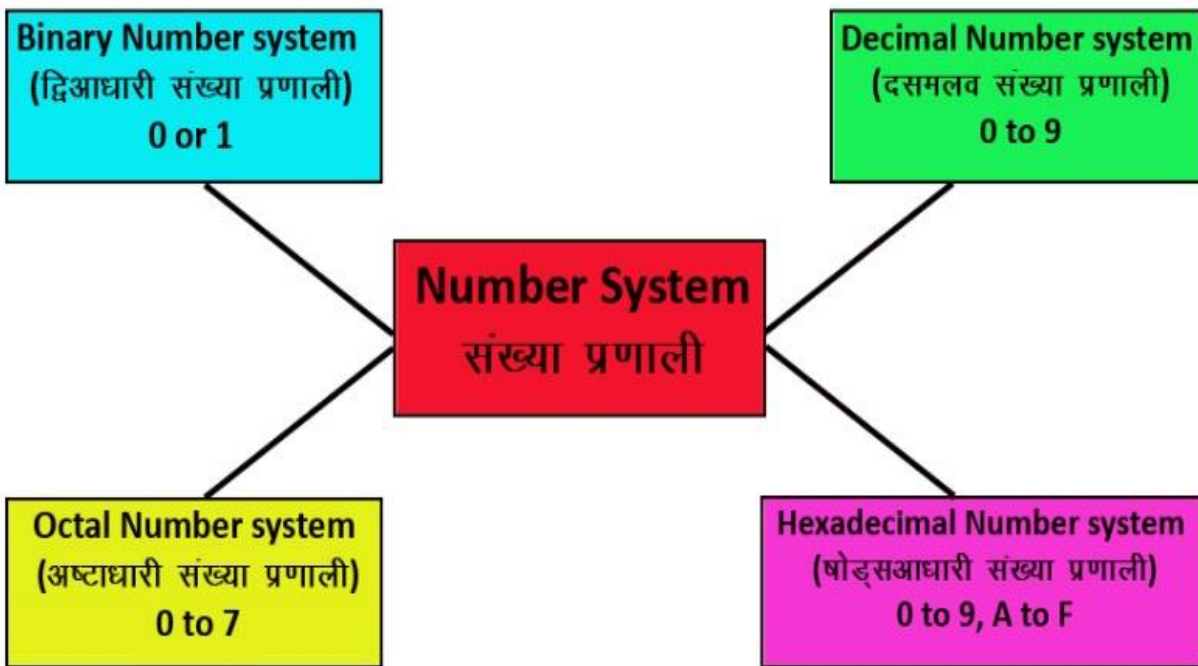 Binary Number system
(द्विआधारी संख्या प्रणाली)
0 or 1
Decimal Number system
(दसमलव संख्या प्रणाली)
0 to 9
Number System
संख्या प्रणाली
Octal Number system
(अष्टाधारी संख्या प्रणाली)
0 to 7
Hexadecimal Number system
(षोड्सआधारी संख्या प्रणाली)
0 to 9, A to F